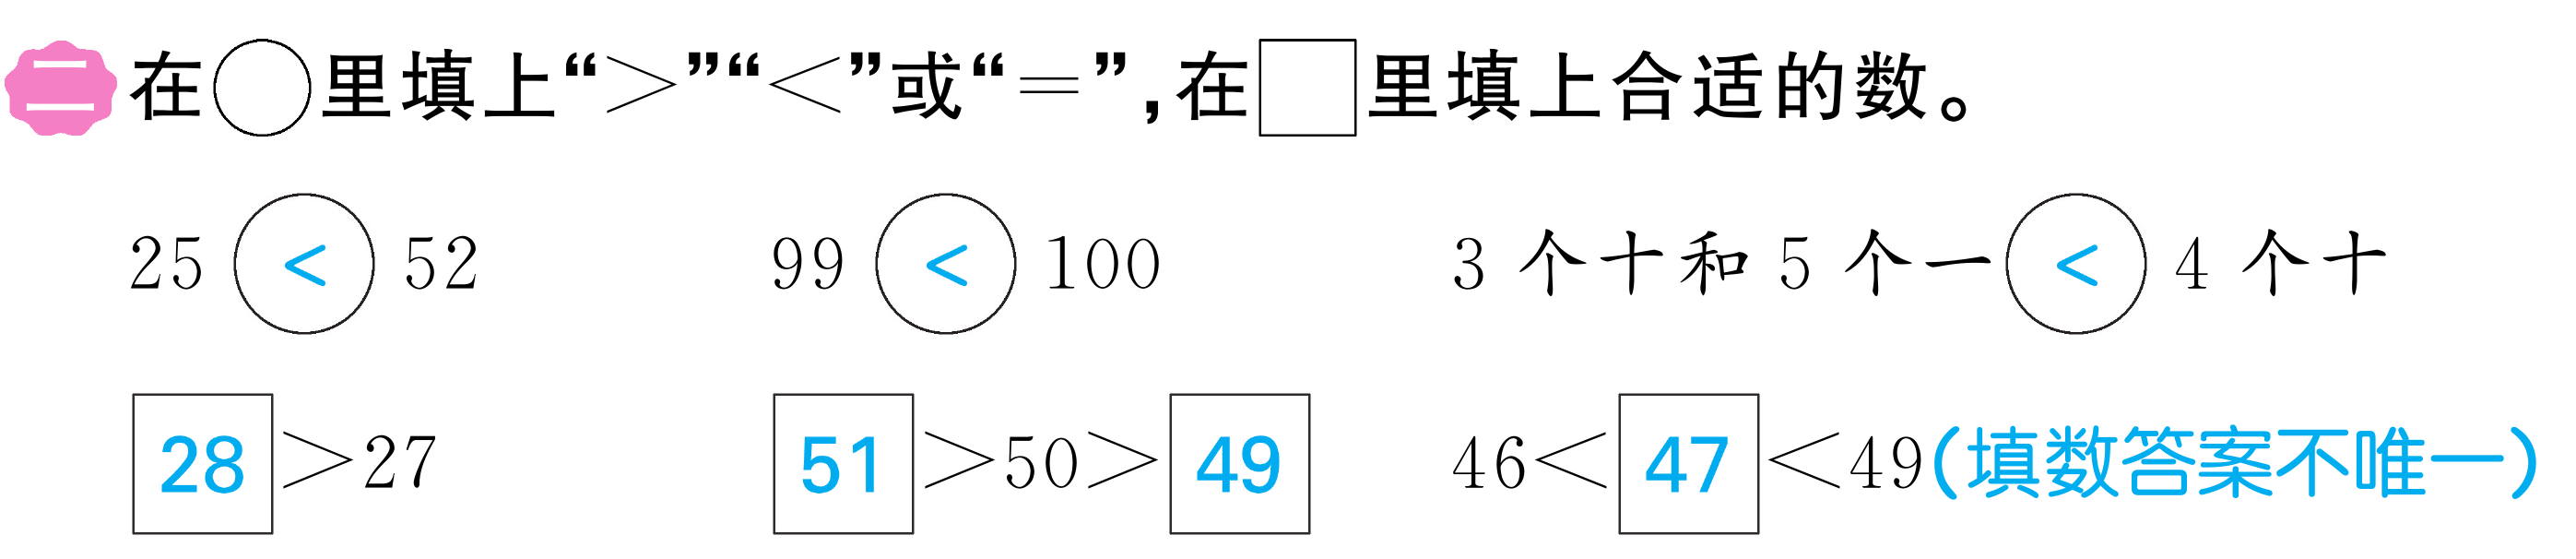 二 在○里填上“>”“<”或“=”,在□里填上合适的数。
25 < 52 99 < 100 3 个十和 5 个一 < 4 个十
28 >27 51 >50> 49 46< 47 <49(填数答案不唯一)